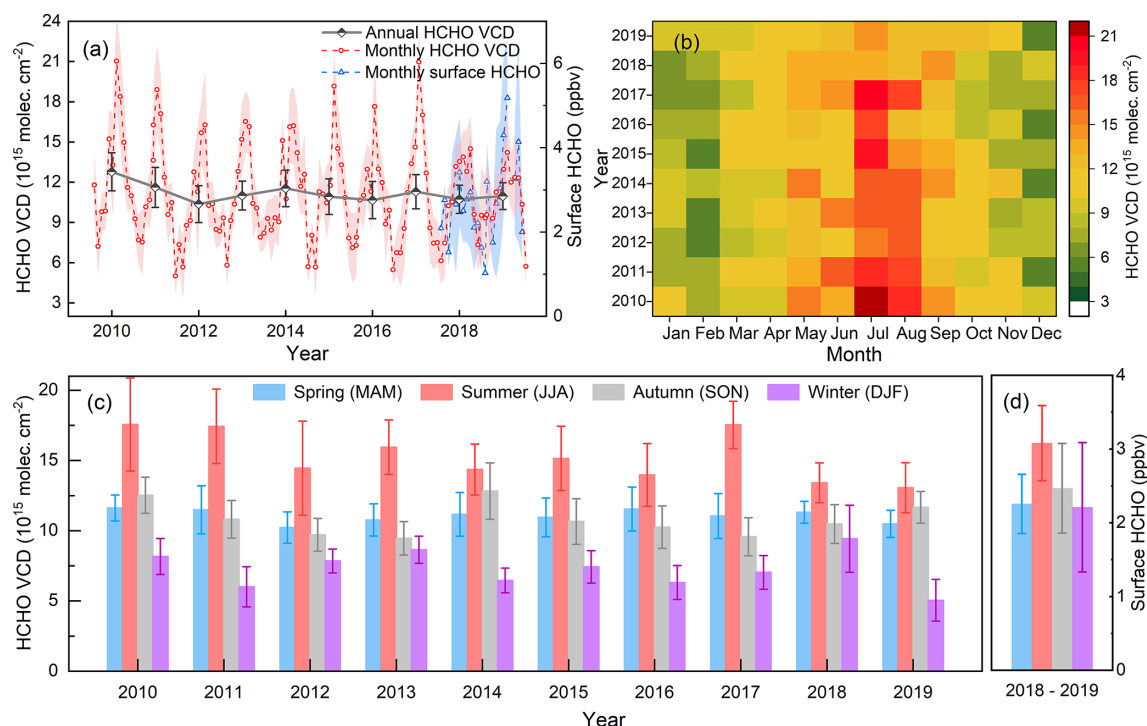 (a)
Annual HCHO VCD
Monthly HCHO VCD
Monthly surface HCHO
24
21
18
15
12
9
6
3
HCHO VCD (10¹⁵ molec. cm⁻²)
6
4
2
0
Surface HCHO (ppbv)
2010 2012 2014 2016 2018
Year
(b)
2019
2018
2017
2016
2015
2014
2013
2012
2011
2010
Year
Jan Feb Mar Apr May Jun Jul Aug Sep Oct Nov Dec
Month
21
18
15
12
9
6
3
HCHO VCD (10¹⁵ molec. cm⁻²)
(c)
Spring (MAM) Summer (JJA) Autumn (SON) Winter (DJF)
20
15
10
5
0
HCHO VCD (10¹⁵ molec. cm⁻²)
2010 2011 2012 2013 2014 2015 2016 2017 2018 2019
Year
(d)
4
3
2
1
0
Surface HCHO (ppbv)
2018 - 2019